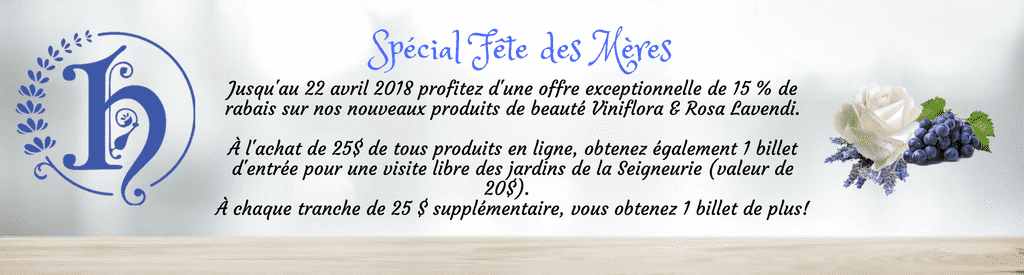 h
Spécial Fête des Mères
Jusqu'au 22 avril 2018 profitez d'une offre exceptionnelle de 15 % de
rabais sur nos nouveaux produits de beauté Viniflora & Rosa Lavendi.
À l'achat de 25$ de tous produits en ligne, obtenez également 1 billet
d'entrée pour une visite libre des jardins de la Seigneurie (valeur de
20$).
À chaque tranche de 25 $ supplémentaire, vous obtenez 1 billet de plus!